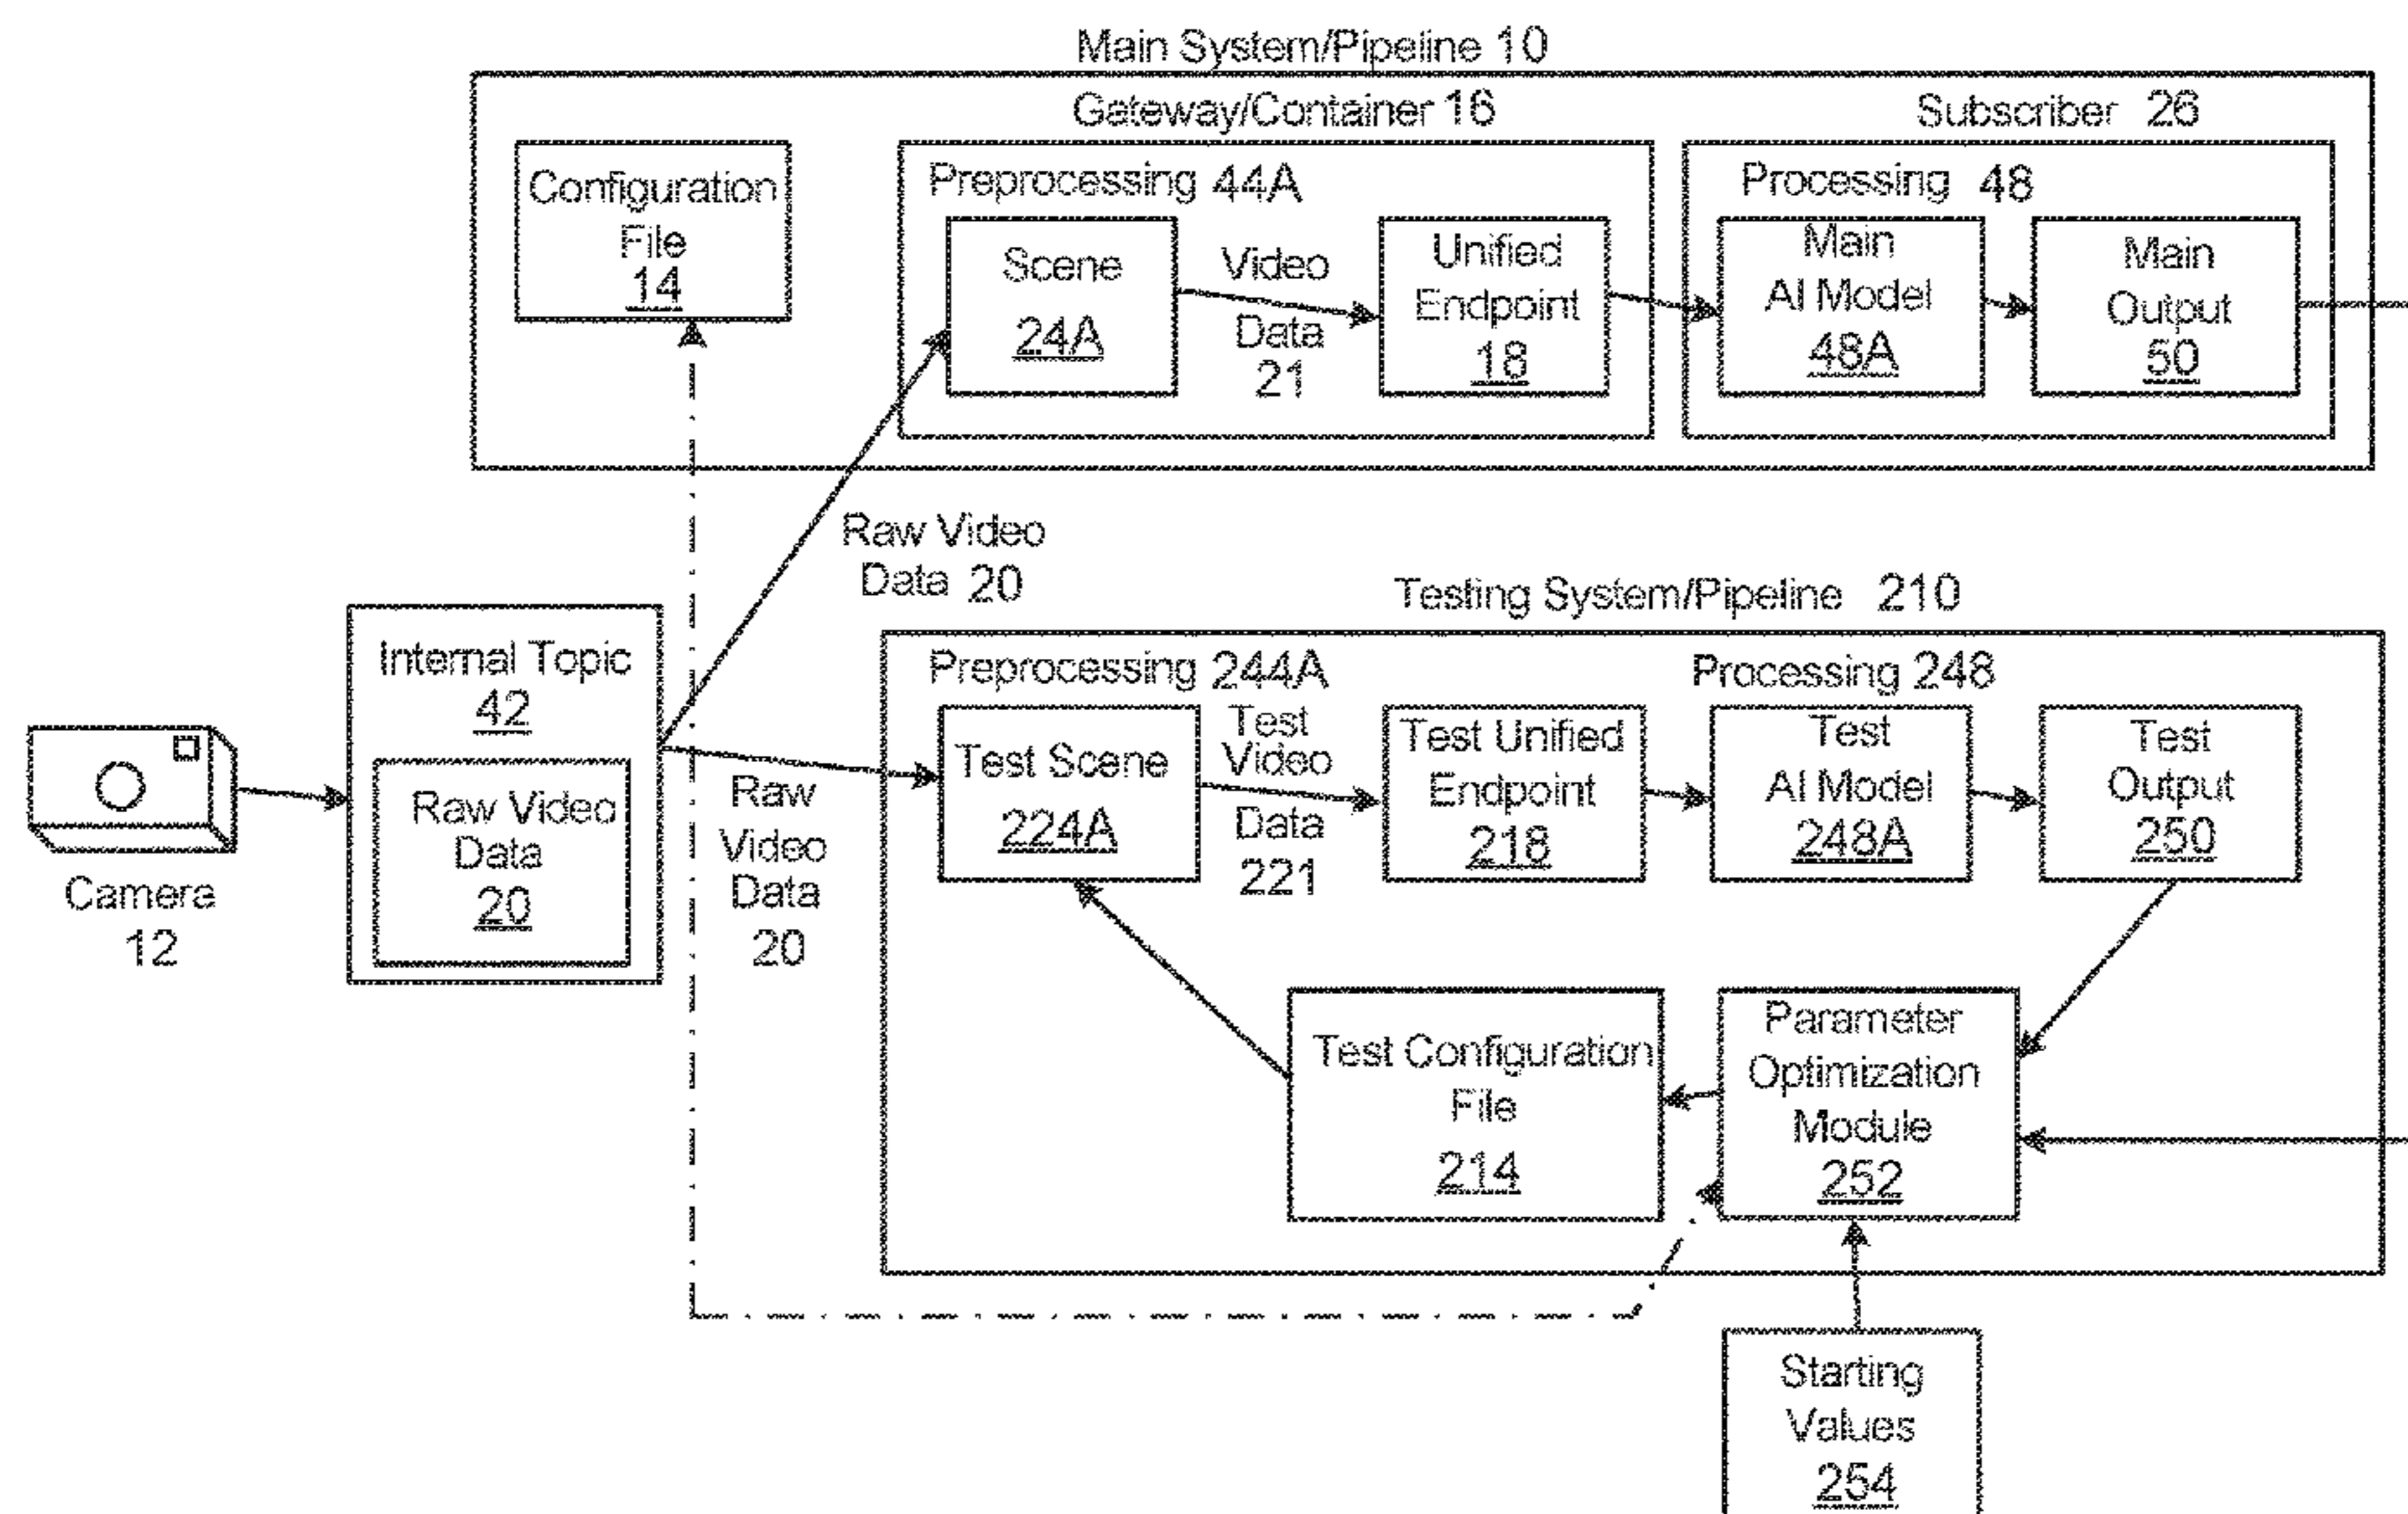 Main System/Pipeline 10
Gateway/Container 16
Subscriber 26
Configuration
File
14
Preprocessing 44A
Scene
24A
Video
Data
21
Unified
Endpoint
18
Processing 48
Main
AI Model
48A
Main
Output
50
Raw Video
Data 20
Testing System/Pipeline 210
Internal Topic
42
Raw Video
Data
20
Camera
12
Raw
Video
Data
20
Preprocessing 244A
Test Scene
224A
Test
Video
Data
221
Test Unified
Endpoint
218
Processing 248
Test
AI Model
248A
Test
Output
250
Test Configuration
File
214
Parameter
Optimization
Module
252
Starting
Values
254